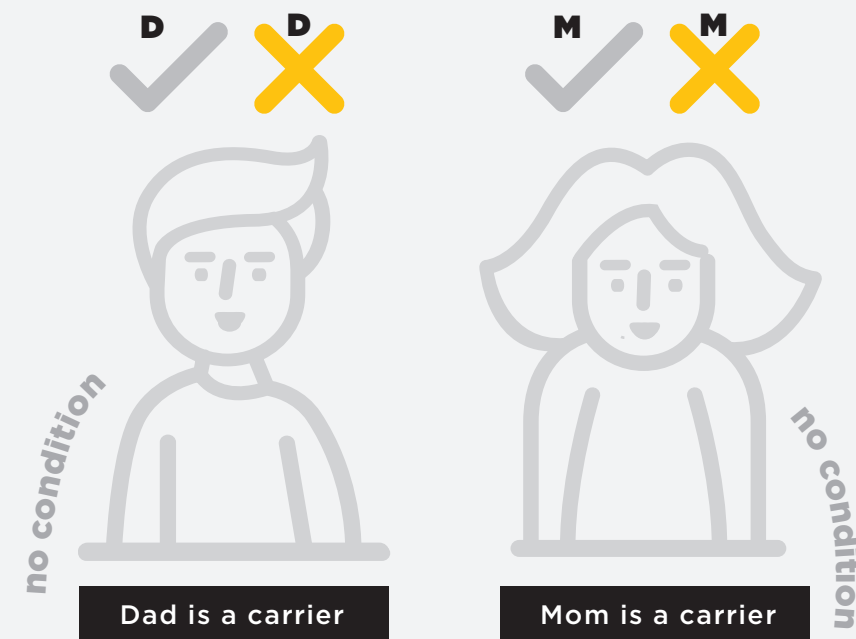 D D M M
no condition
no condition
Dad is a carrier
Mom is a carrier